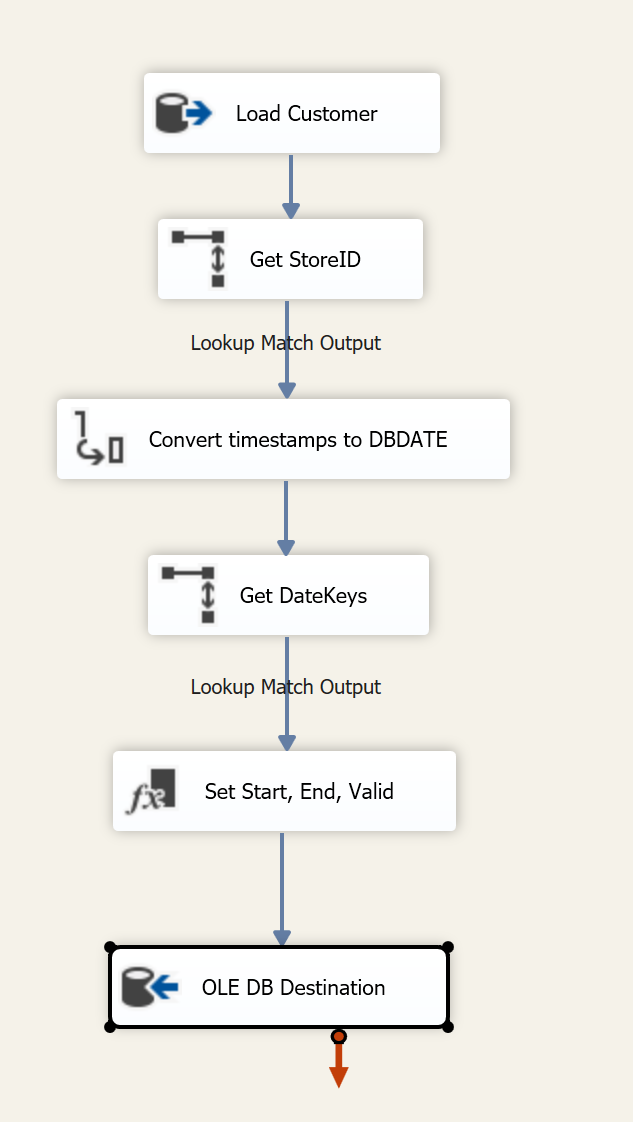 Load Customer
Get StoreID
Lookup Match Output
Convert timestamps to DBDATE
Get DateKeys
Lookup Match Output
Set Start, End, Valid
OLE DB Destination